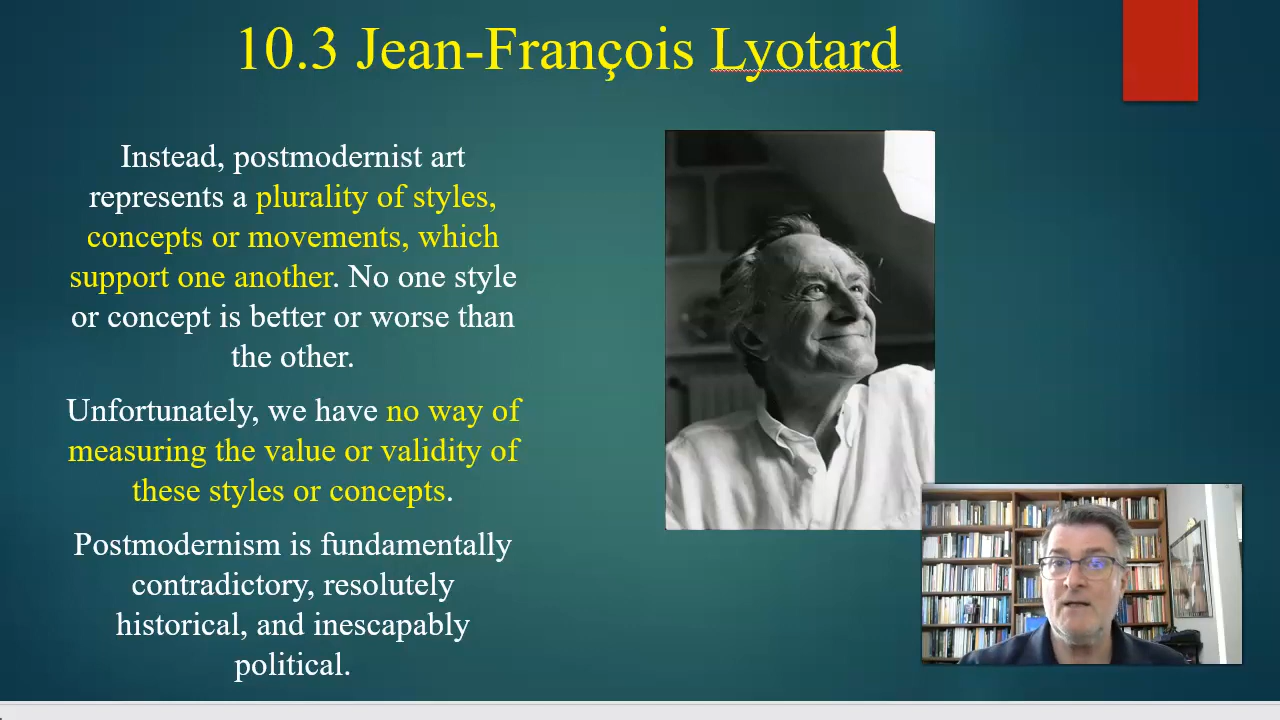 10.3 Jean-François Lyotard
Instead, postmodernist art
represents a plurality of styles,
concepts or movements, which
support one another. No one style
or concept is better or worse than
the other.
Unfortunately, we have no way of
measuring the value or validity of
these styles or concepts.
Postmodernism is fundamentally
contradictory, resolutely
historical, and inescapably
political.